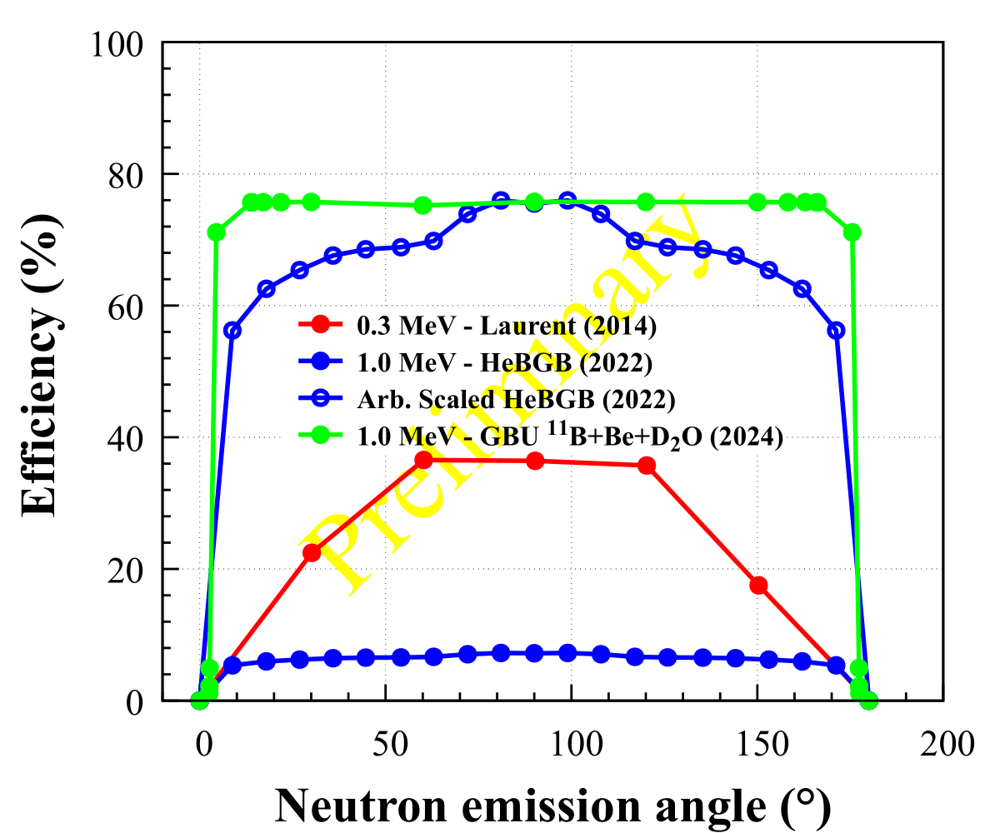 100
80
60
40
20
0
Efficiency (%)
0.3 MeV - Laurent (2014)
1.0 MeV - HeBGB (2022)
Arb. Scaled HeBGB (2022)
1.0 MeV - GBU ¹¹B+Be+D₂O (2024)
Preliminary
0 50 100 150 200
Neutron emission angle (°)